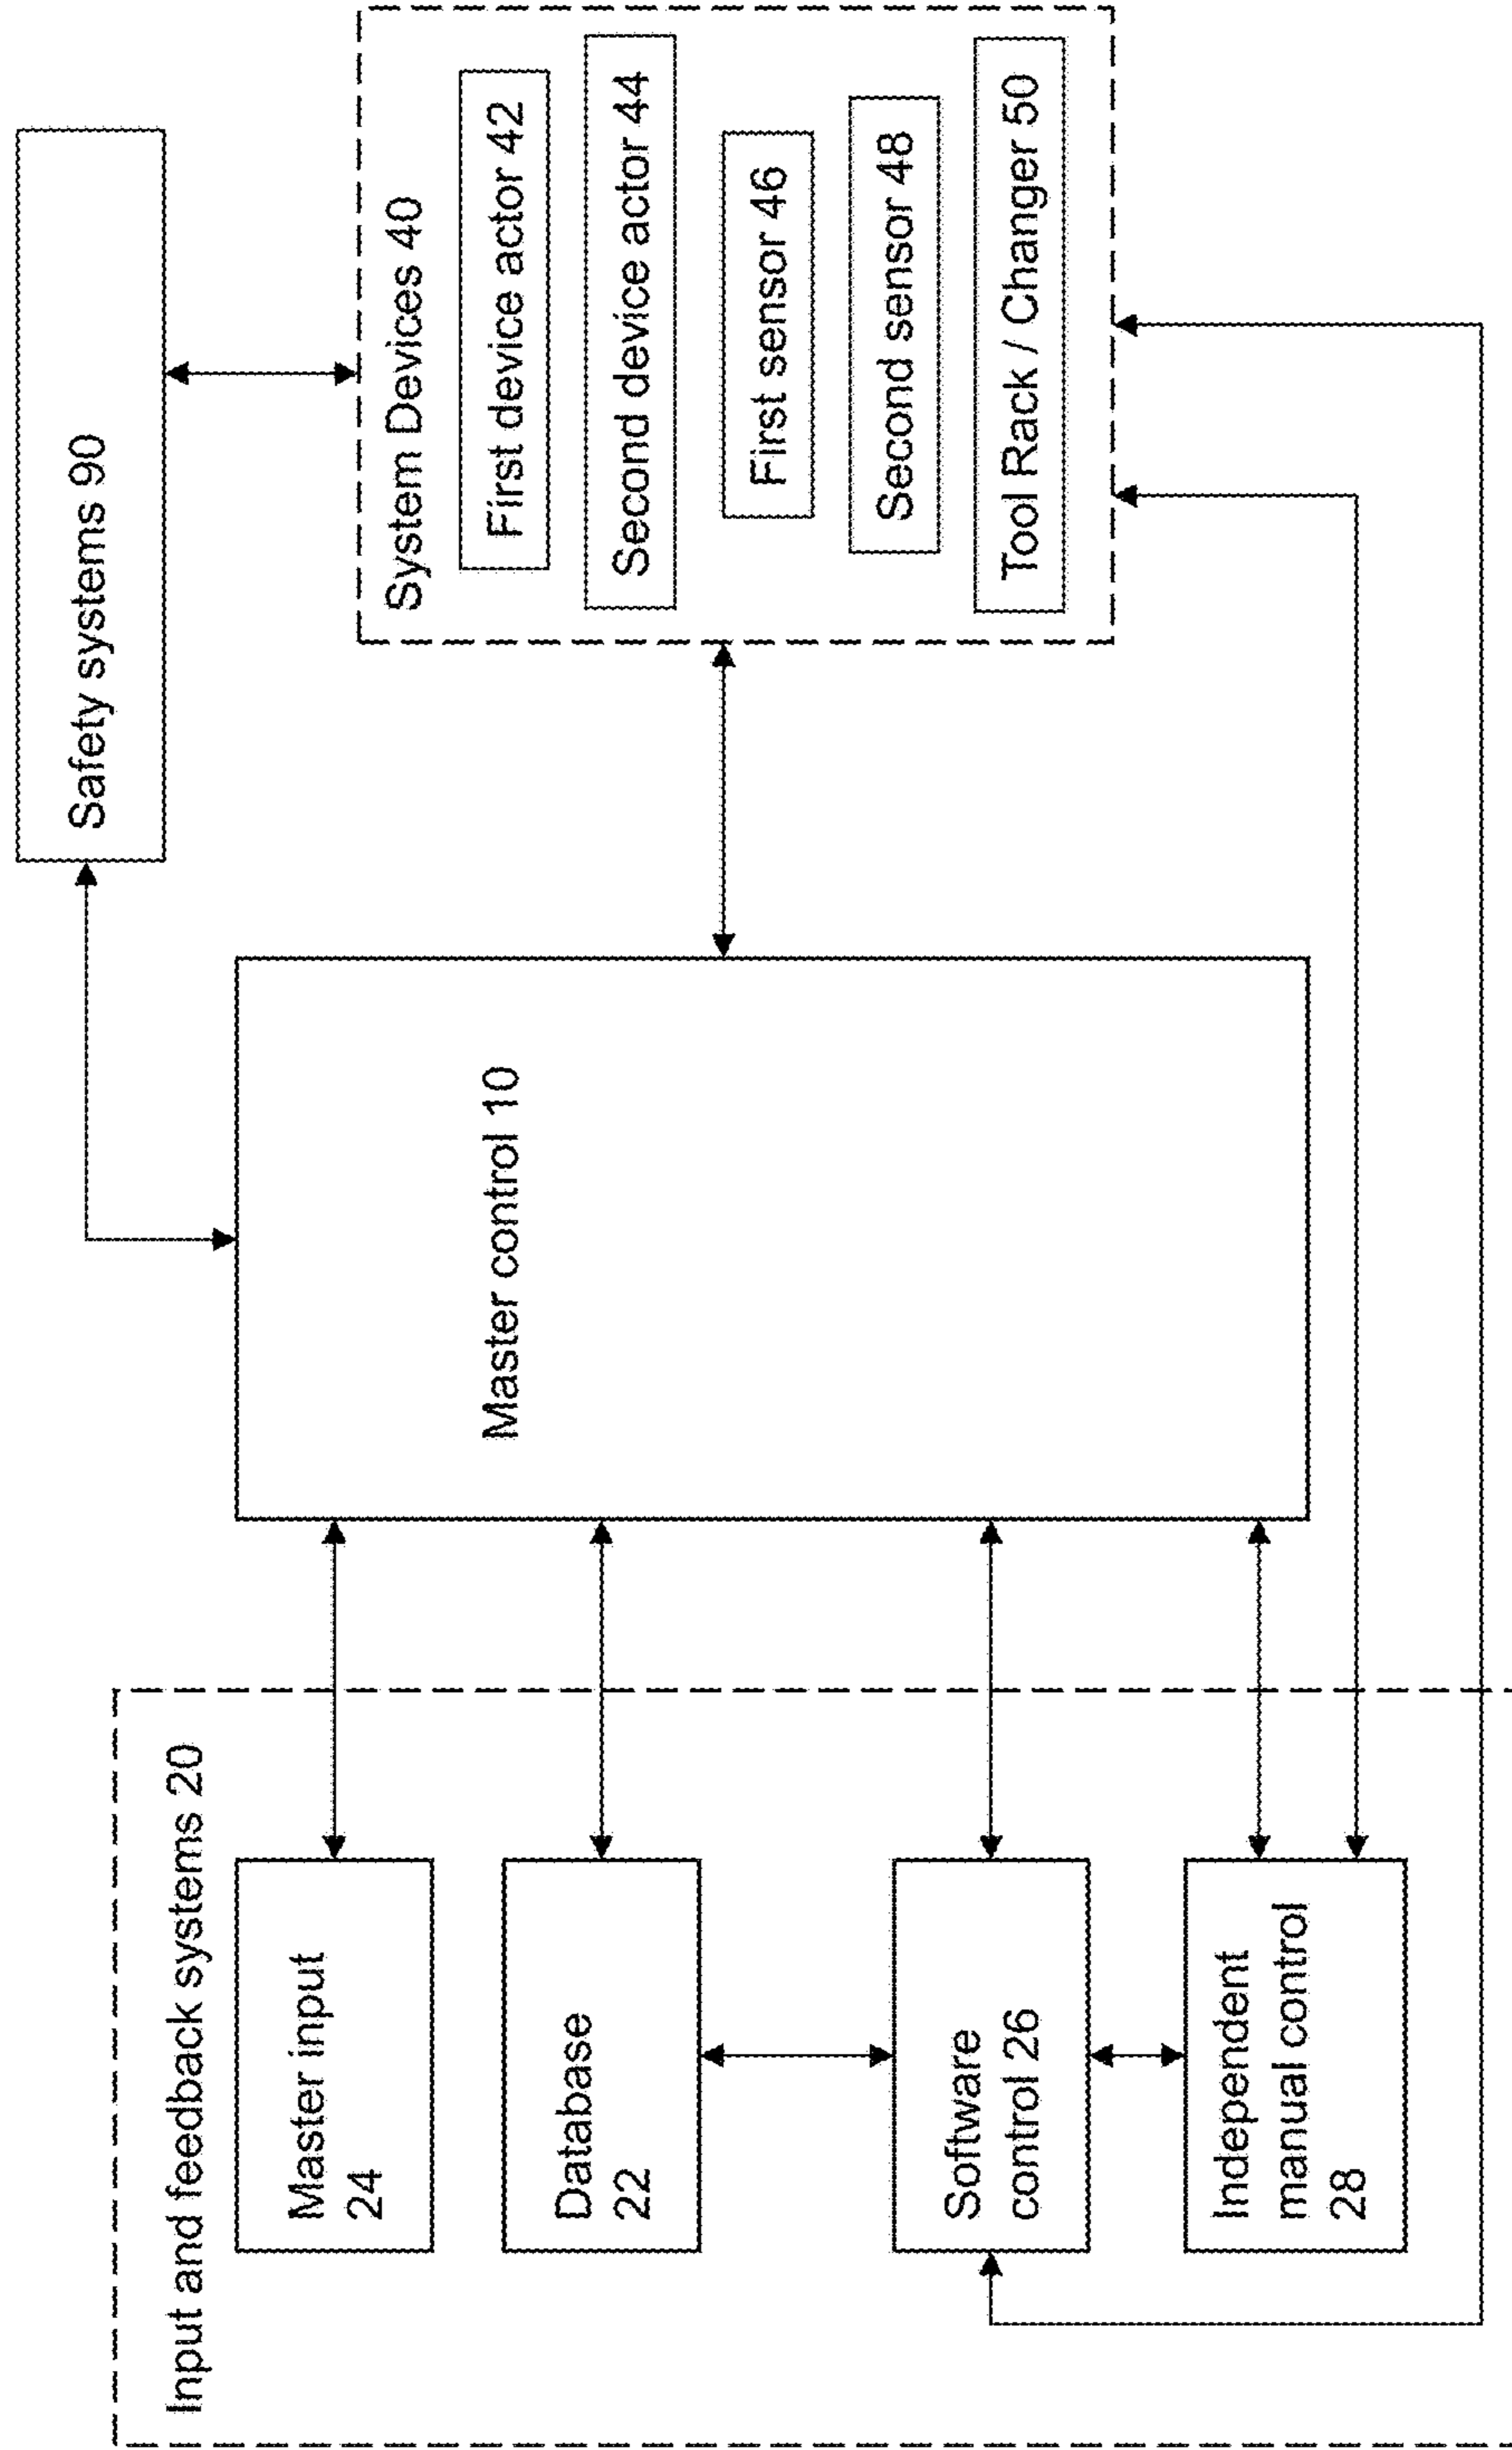 Input and feedback systems 20
Master input
24
Database
22
Software
control 26
Independent
manual control
28
Master control 10
Safety systems 90
System Devices 40
First device actor 42
Second device actor 44
First sensor 46
Second sensor 48
Tool Rack / Changer 50